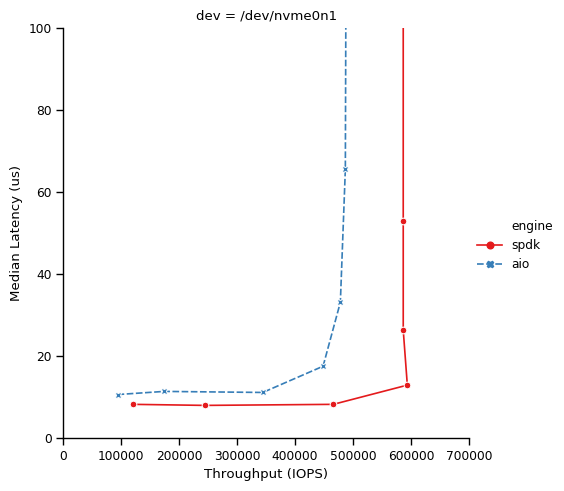 dev = /dev/nvme0n1
100
80
60
40
20
0
Median Latency (us)
0 100000 200000 300000 400000 500000 600000 700000
Throughput (IOPS)
engine
spdk
aio